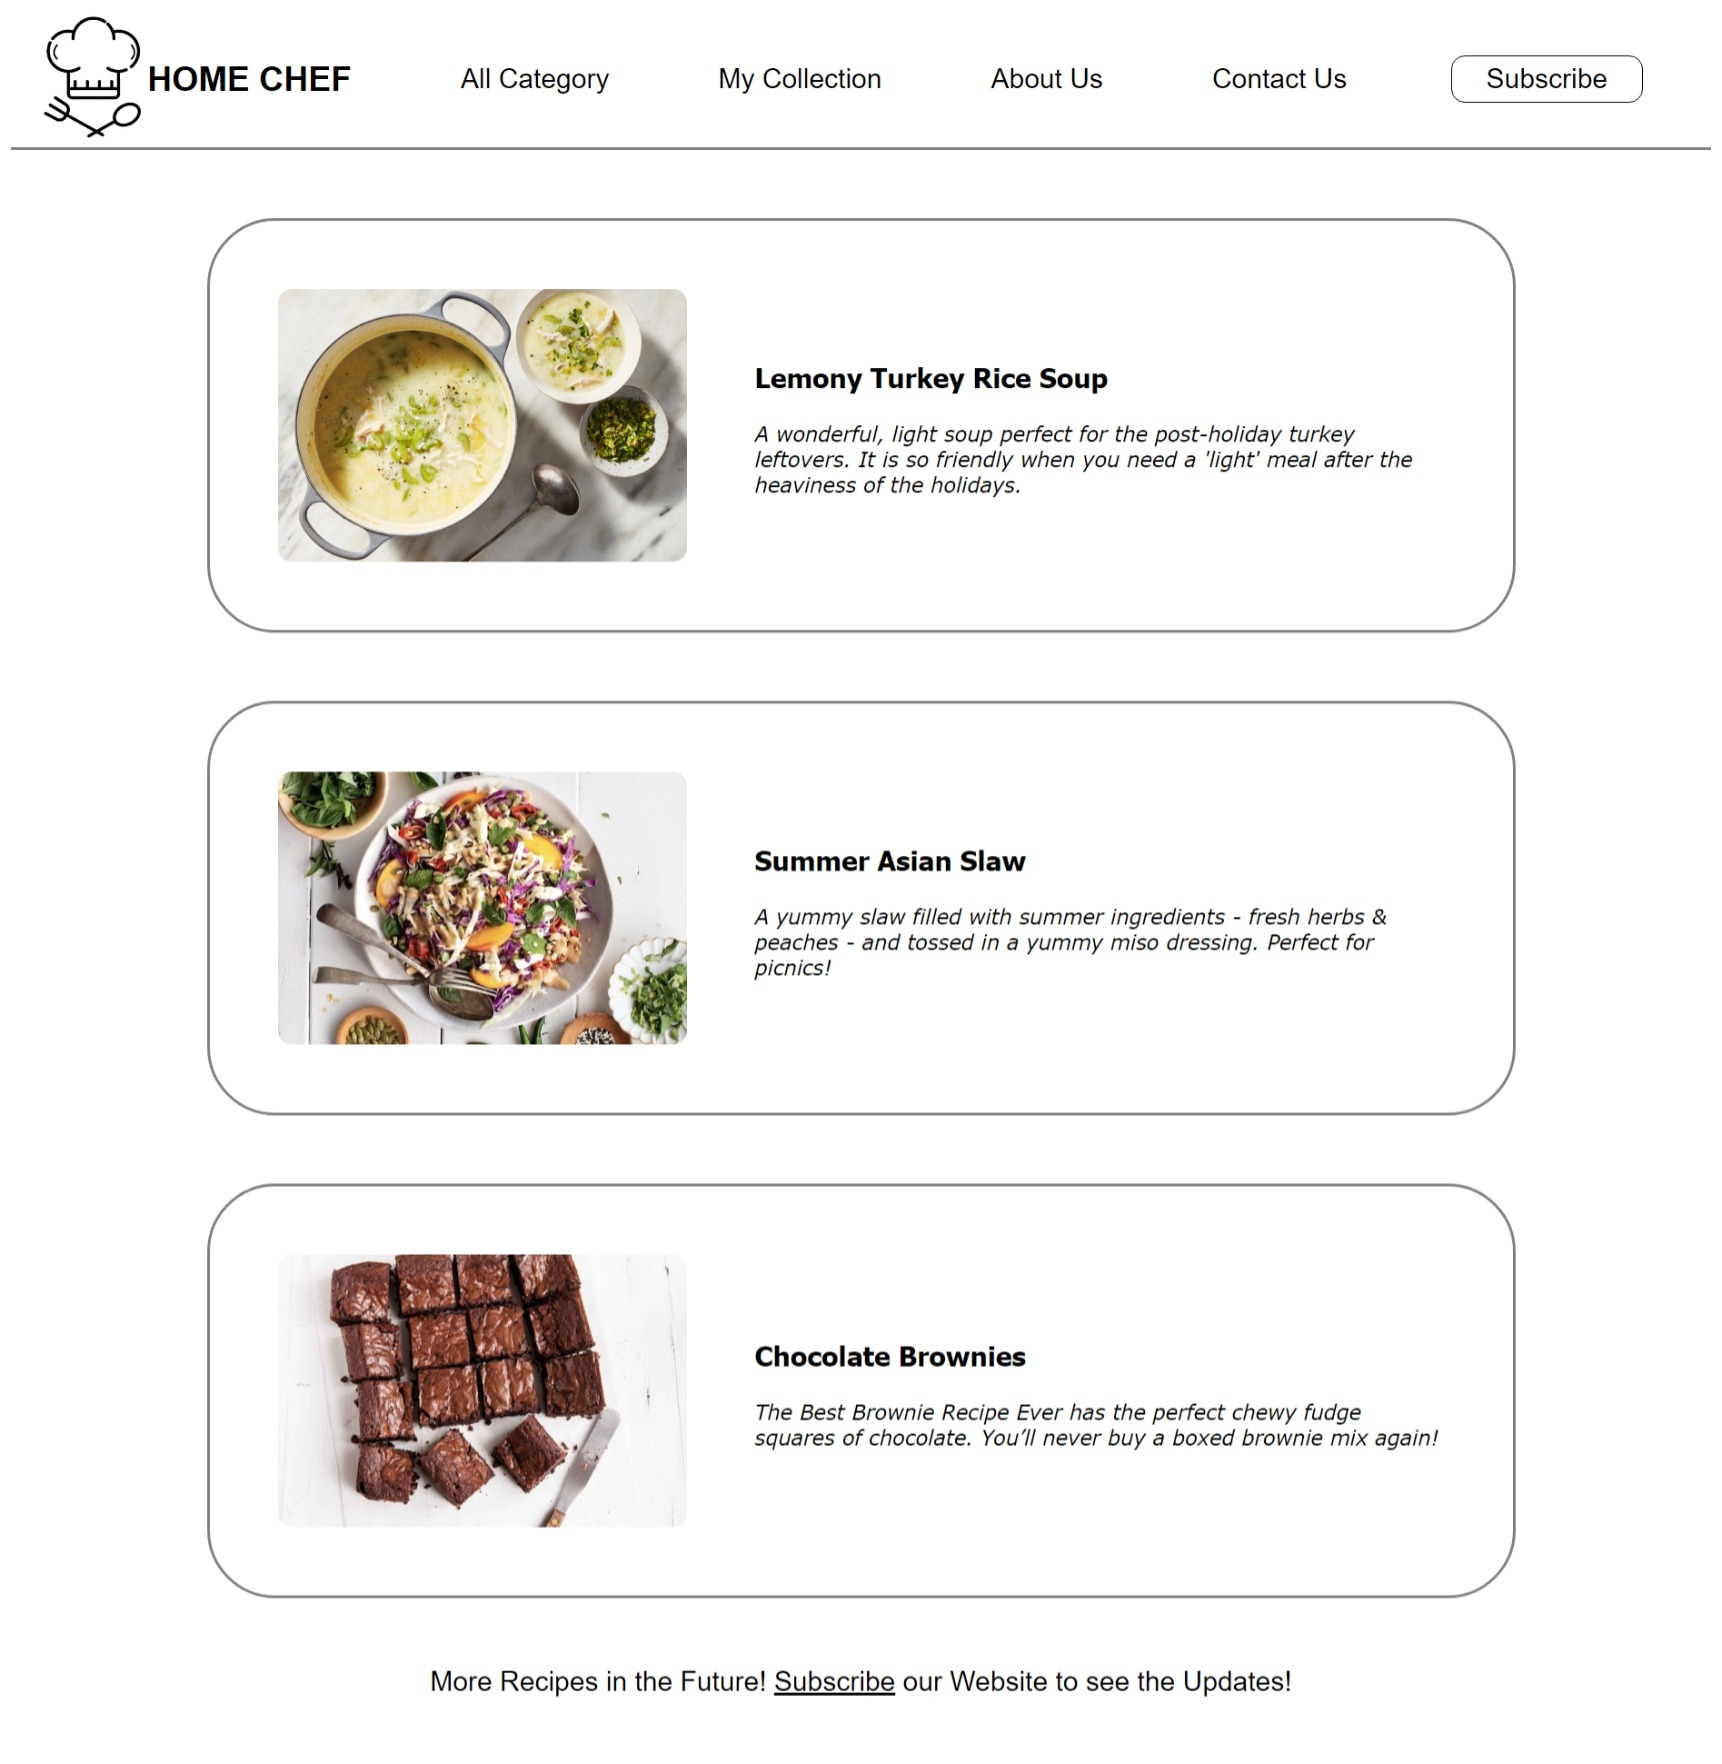 HOME CHEF
All Category
My Collection
About Us
Contact Us
Subscribe
Lemony Turkey Rice Soup
A wonderful, light soup perfect for the post-holiday turkey
leftovers. It is so friendly when you need a 'light' meal after the
heaviness of the holidays.
Summer Asian Slaw
A yummy slaw filled with summer ingredients - fresh herbs &
peaches - and tossed in a yummy miso dressing. Perfect for
picnics!
Chocolate Brownies
The Best Brownie Recipe Ever has the perfect chewy fudge
squares of chocolate. You’ll never buy a boxed brownie mix again!
More Recipes in the Future! Subscribe our Website to see the Updates!